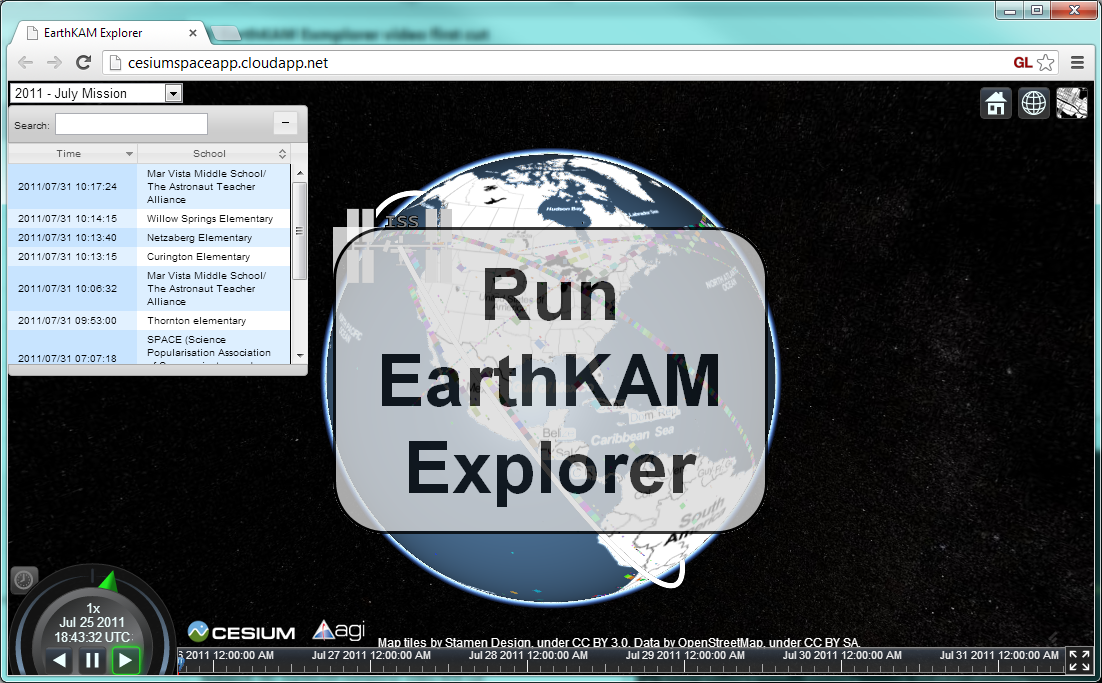 EarthKAM Explorer
cesiumspaceapp.cloudapp.net
GL
2011 - July Mission
Search:
Time School
2011/07/31 10:17:24 Mar Vista Middle School/
The Astronaut Teacher
Alliance
2011/07/31 10:14:15 Willow Springs Elementary
2011/07/31 10:13:40 Netzaberg Elementary
2011/07/31 10:13:15 Curington Elementary
2011/07/31 10:06:32 Mar Vista Middle School/
The Astronaut Teacher
Alliance
2011/07/31 09:53:00 Thornton elementary
2011/07/31 07:07:18 SPACE (Science
Popularisation Association
Hudson Bay
Labrador Sea
ISS
Run
EarthKAM
Explorer
Caribbean Sea
South
America
1x
Jul 25 2011
18:43:32 UTC
CESIUM
agi
Map tiles by Stamen Design, under CC BY 3.0. Data by OpenStreetMap, under CC BY SA.
6 2011 12:00:00 AM Jul 27 2011 12:00:00 AM Jul 28 2011 12:00:00 AM Jul 29 2011 12:00:00 AM Jul 30 2011 12:00:00 AM Jul 31 2011 12:00:00 AM